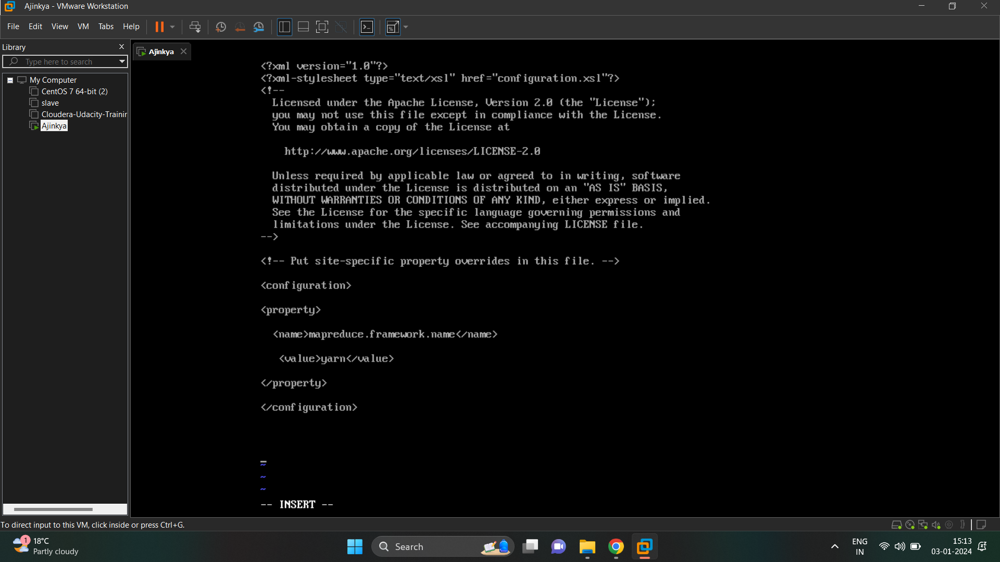 Ajinkya - VMware Workstation
File Edit View VM Tabs Help
Library
Type here to search
My Computer
CentOS 7 64-bit (2)
slave
Cloudera-Udacity-Trainir
Ajinkya
Ajinkya
<?xml version="1.0"?>
<?xml-stylesheet type="text/xsl" href="configuration.xsl"?>
<!--
Licensed under the Apache License, Version 2.0 (the "License");
you may not use this file except in compliance with the License.
You may obtain a copy of the License at
http://www.apache.org/licenses/LICENSE-2.0
Unless required by applicable law or agreed to in writing, software
distributed under the License is distributed on an "AS IS" BASIS,
WITHOUT WARRANTIES OR CONDITIONS OF ANY KIND, either express or implied.
See the License for the specific language governing permissions and
limitations under the License. See accompanying LICENSE file.
-->
<!-- Put site-specific property overrides in this file. -->
<configuration>
<property>
<name>mapreduce.framework.name</name>
<value>yarn</value>
</property>
</configuration>
~
~
~
-- INSERT --
To direct input to this VM, click inside or press Ctrl+G.
1
18°C
Partly cloudy
Search
ENG
IN
15:13
03-01-2024